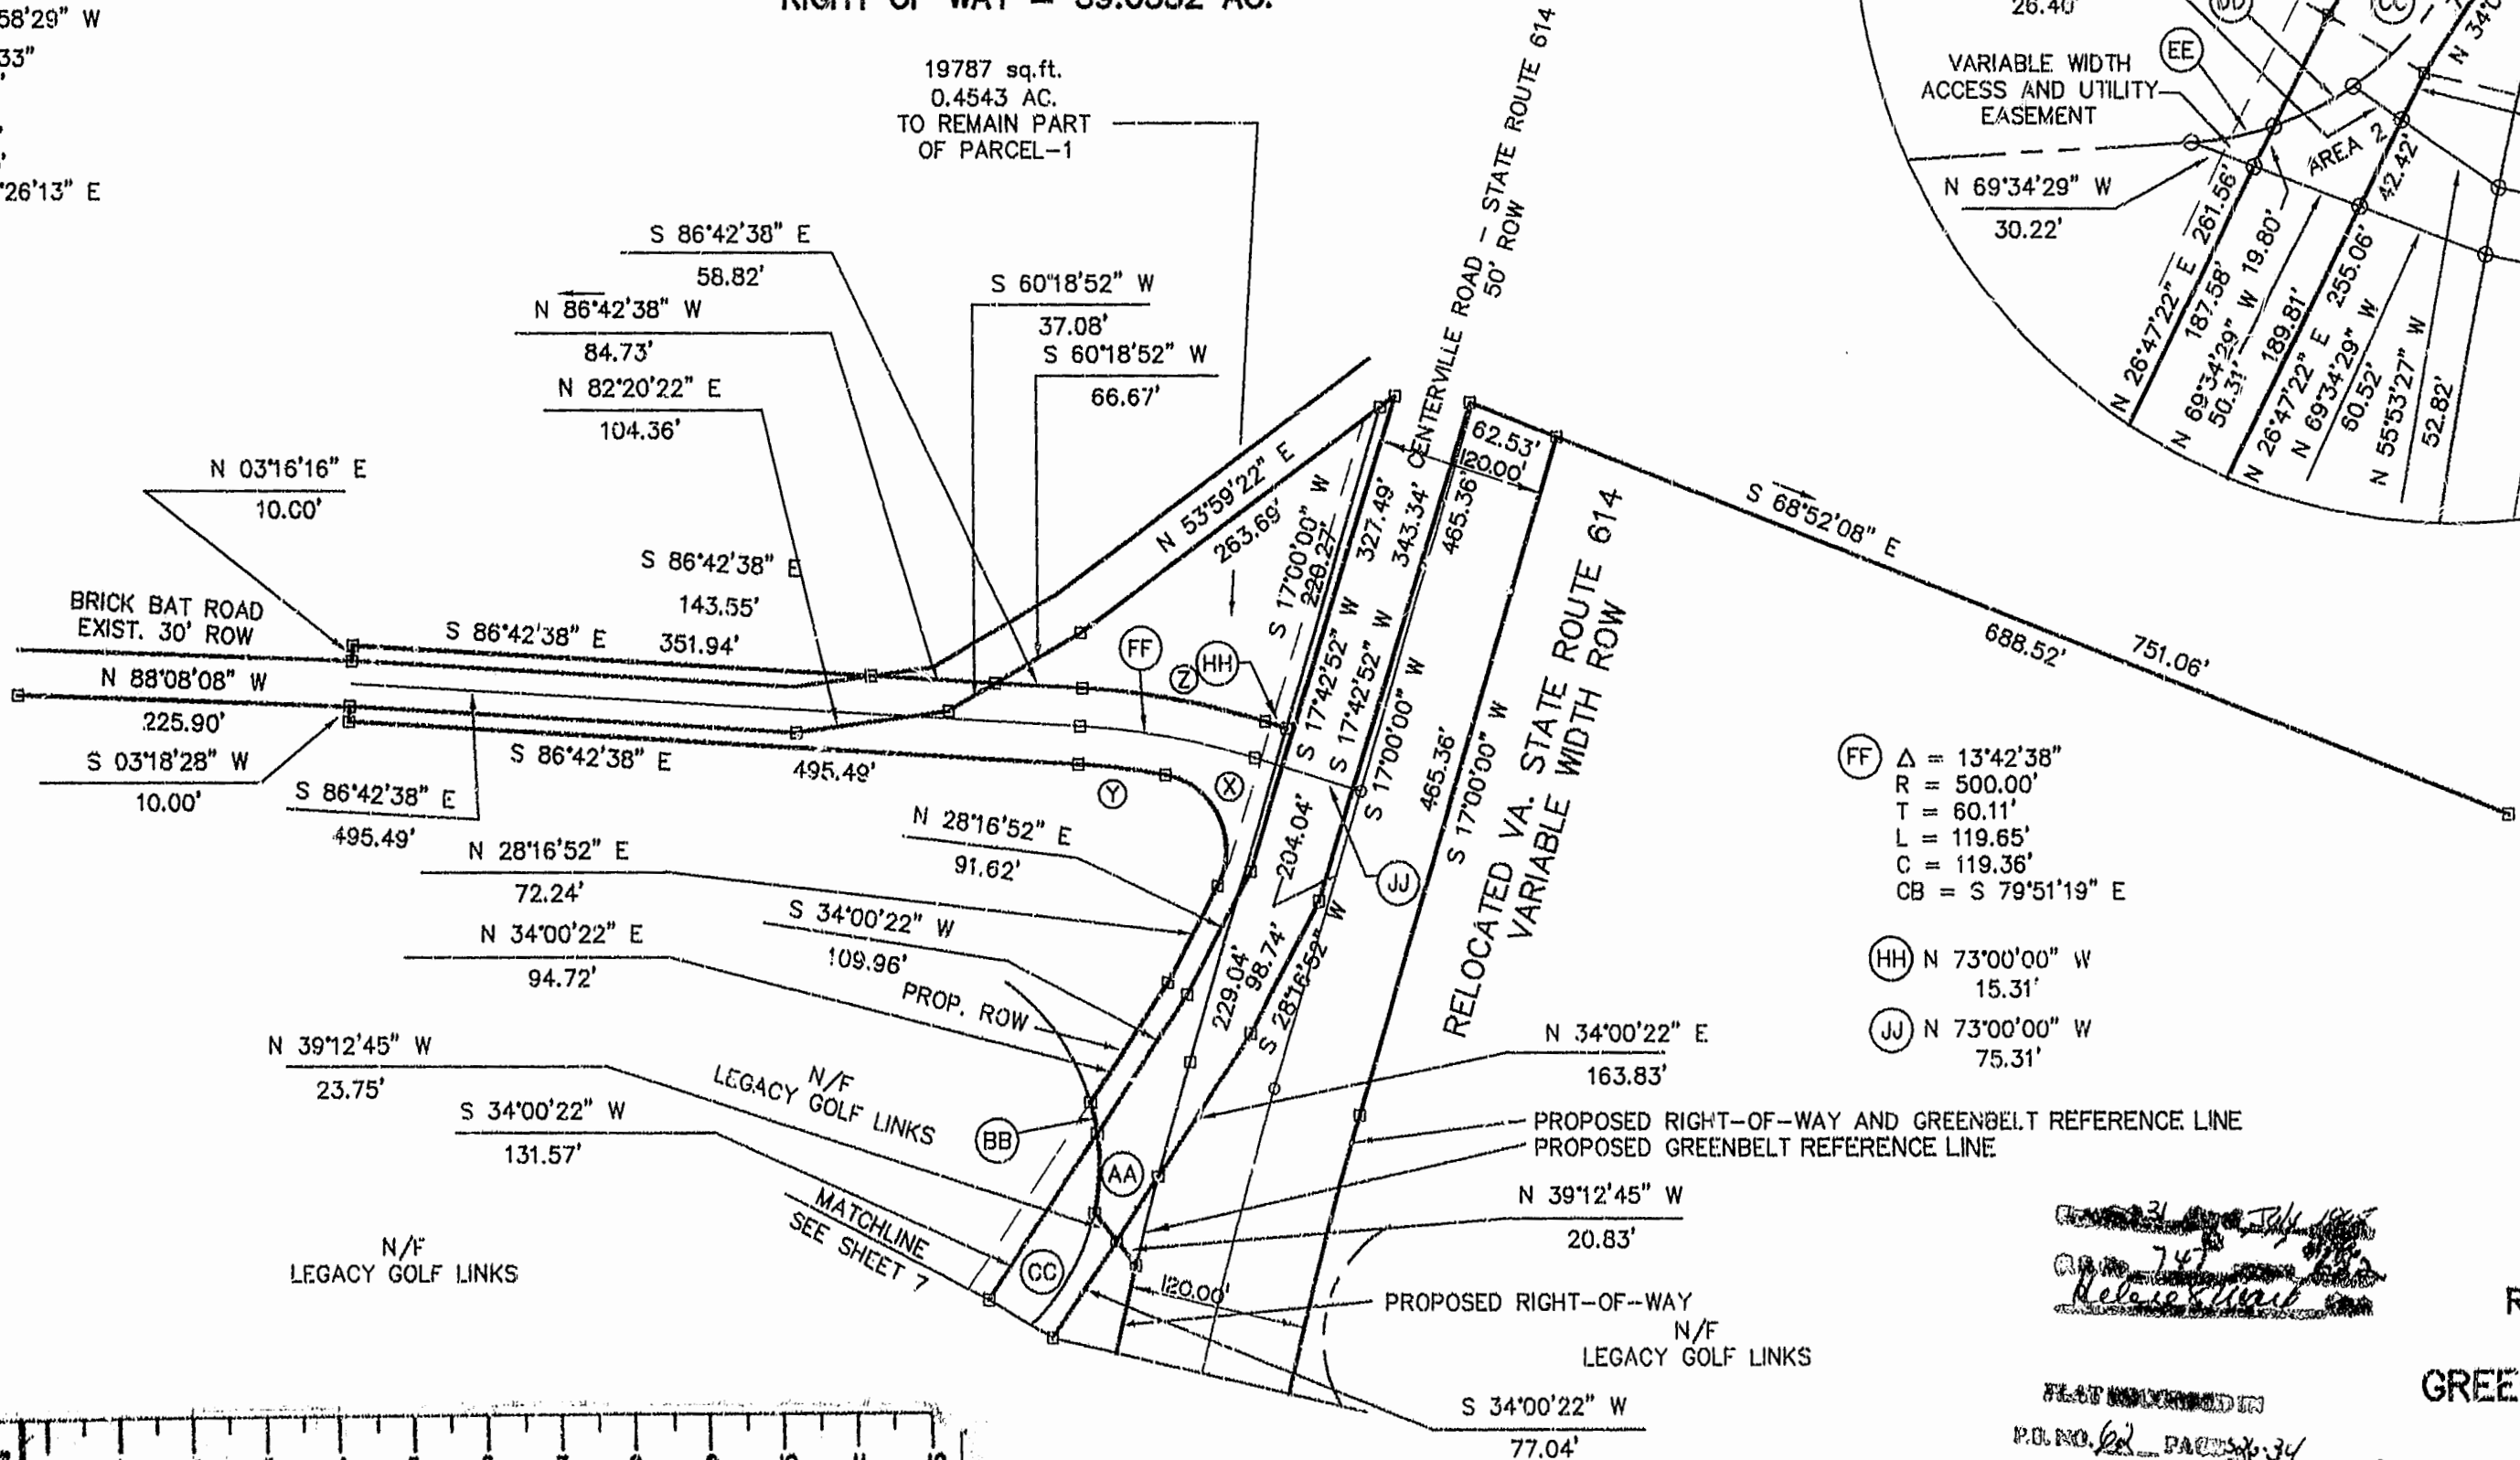 58'29" W
33"
26'13" E
RIGHT OF WAY =
19787 sq.ft.
0.4543 AC.
TO REMAIN PART
OF PARCEL-1
S 86°42'38" E
58.82'
N 86°42'38" W
84.73'
N 82°20'22" E
104.36'
S 60°18'52" W
37.08'
S 60°18'52" W
66.67'
N 03°16'16" E
10.00'
S 86°42'38" E
143.55'
BRICK BAT ROAD
EXIST. 30' ROW
S 86°42'38" E
351.94'
N 88°08'08" W
225.90'
S 03°18'28" W
10.00'
S 86°42'38" E
495.49'
S 86°42'38" E
495.49'
N 53°59'22" E
263.69'
FF
Z
HH
X
Y
S 17°00'00" W
220.27'
S 17°42'52" W
327.49'
S 17°42'52" W
343.34'
S 17°00'00" W
465.36'
CENTERVILLE ROAD - STATE ROUTE 614
50' ROW
62.53'
120.00'
S 17°00'00" W
465.36'
RELOCATED VA. STATE ROUTE 614
VARIABLE WIDTH ROW
S 68°52'08" E
688.52'
751.06'
N 28°16'52" E
91.62'
N 28°16'52" E
72.24'
S 34°00'22" W
109.96'
N 34°00'22" E
94.72'
PROP. ROW
204.04'
JJ
229.04'
98.74'
S 28°16'52" W
N 39°12'45" W
23.75'
N/F
LEGACY GOLF LINKS
S 34°00'22" W
131.57'
BB
AA
CC
MATCHLINE
SEE SHEET 7
N/F
LEGACY GOLF LINKS
N 34°00'22" E
163.83'
PROPOSED RIGHT-OF-WAY AND GREENBELT REFERENCE LINE
PROPOSED GREENBELT REFERENCE LINE
N 39°12'45" W
20.83'
120.00'
PROPOSED RIGHT-OF-WAY
N/F
LEGACY GOLF LINKS
S 34°00'22" W
77.04'
FF Δ = 13°42'38"
R = 500.00'
T = 60.11'
L = 119.65'
C = 119.36'
CB = S 79°51'19" E
HH N 73°00'00" W
15.31'
JJ N 73°00'00" W
75.31'
26.40'
DD
CC
EE
VARIABLE WIDTH
ACCESS AND UTILITY
EASEMENT
AREA 2
N 69°34'29" W
30.22'
N 26°47'22" E 261.56'
187.58'
N 69°34'29" W 19.80'
50.31'
189.81'
42.42'
N 26°47'22" E 255.06'
N 69°34'29" W
60.52'
N 55°53'27" W
52.82'
747
P.B. NO. 62
GREE